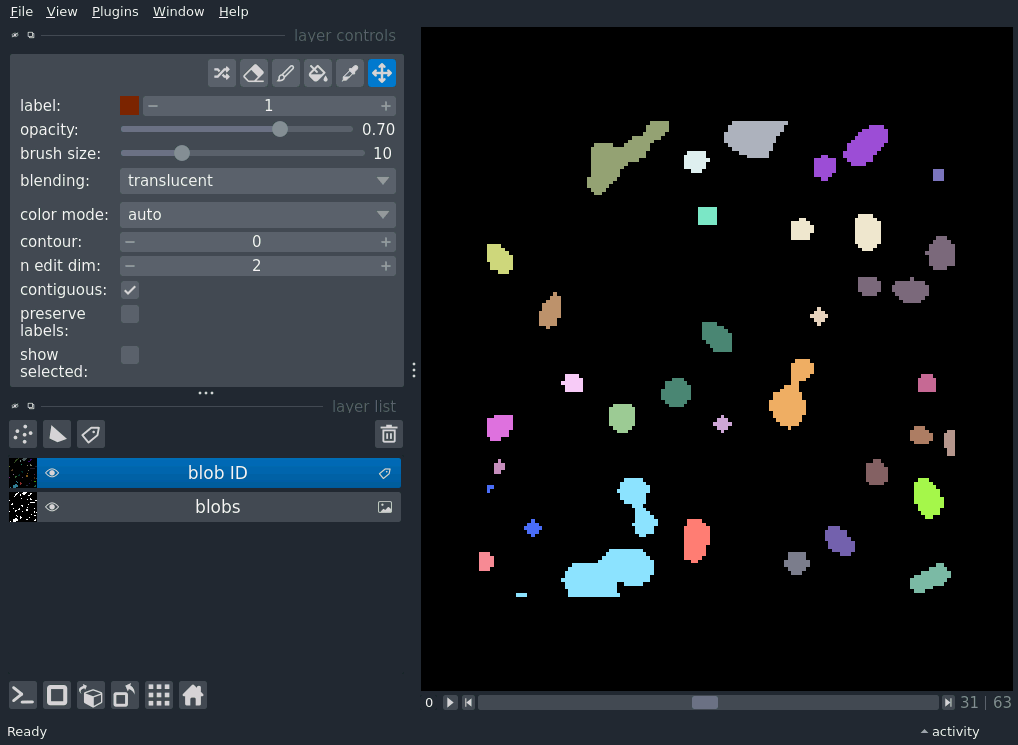 File View Plugins Window Help
layer controls
label: 1
opacity: 0.70
brush size: 10
blending: translucent
color mode: auto
contour: 0
n edit dim: 2
contiguous:
preserve
labels:
show
selected:
layer list
blob ID
blobs
0 31 | 63
Ready activity